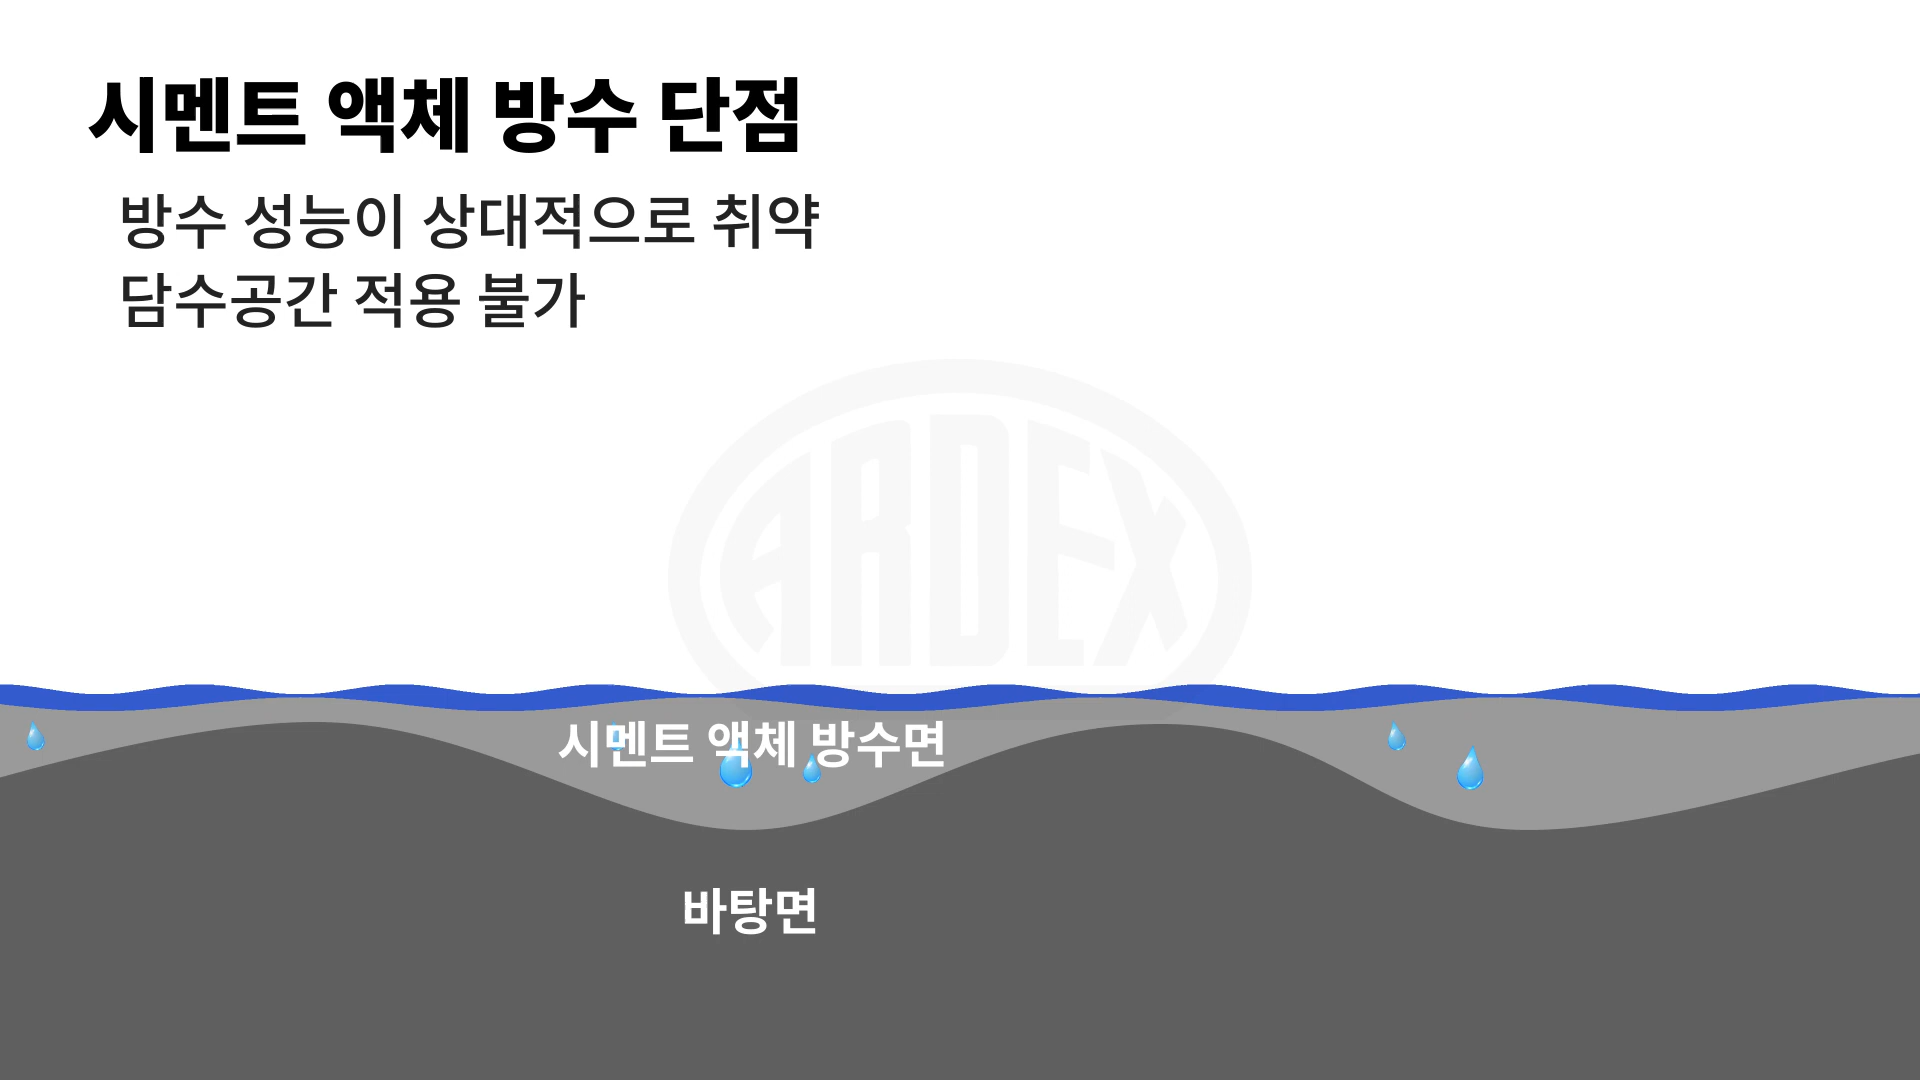 시멘트 액체 방수 단점
방수 성능이 상대적으로 취약
담수공간 적용 불가
ARDEX
시멘트 액체 방수면
바탕면